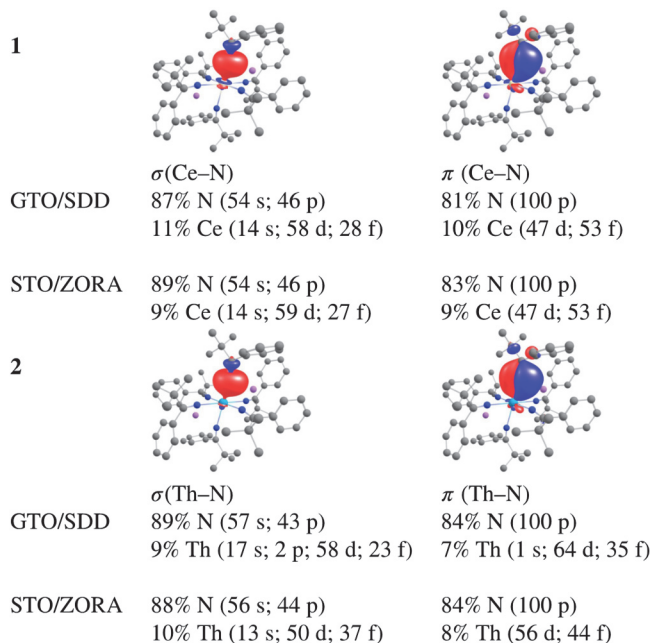 1
σ(Ce–N) π (Ce–N)
GTO/SDD 87% N (54 s; 46 p) 81% N (100 p)
11% Ce (14 s; 58 d; 28 f) 10% Ce (47 d; 53 f)
STO/ZORA 89% N (54 s; 46 p) 83% N (100 p)
9% Ce (14 s; 59 d; 27 f) 9% Ce (47 d; 53 f)
2
σ(Th–N) π (Th–N)
GTO/SDD 89% N (57 s; 43 p) 84% N (100 p)
9% Th (17 s; 2 p; 58 d; 23 f) 7% Th (1 s; 64 d; 35 f)
STO/ZORA 88% N (56 s; 44 p) 84% N (100 p)
10% Th (13 s; 50 d; 37 f) 8% Th (56 d; 44 f)